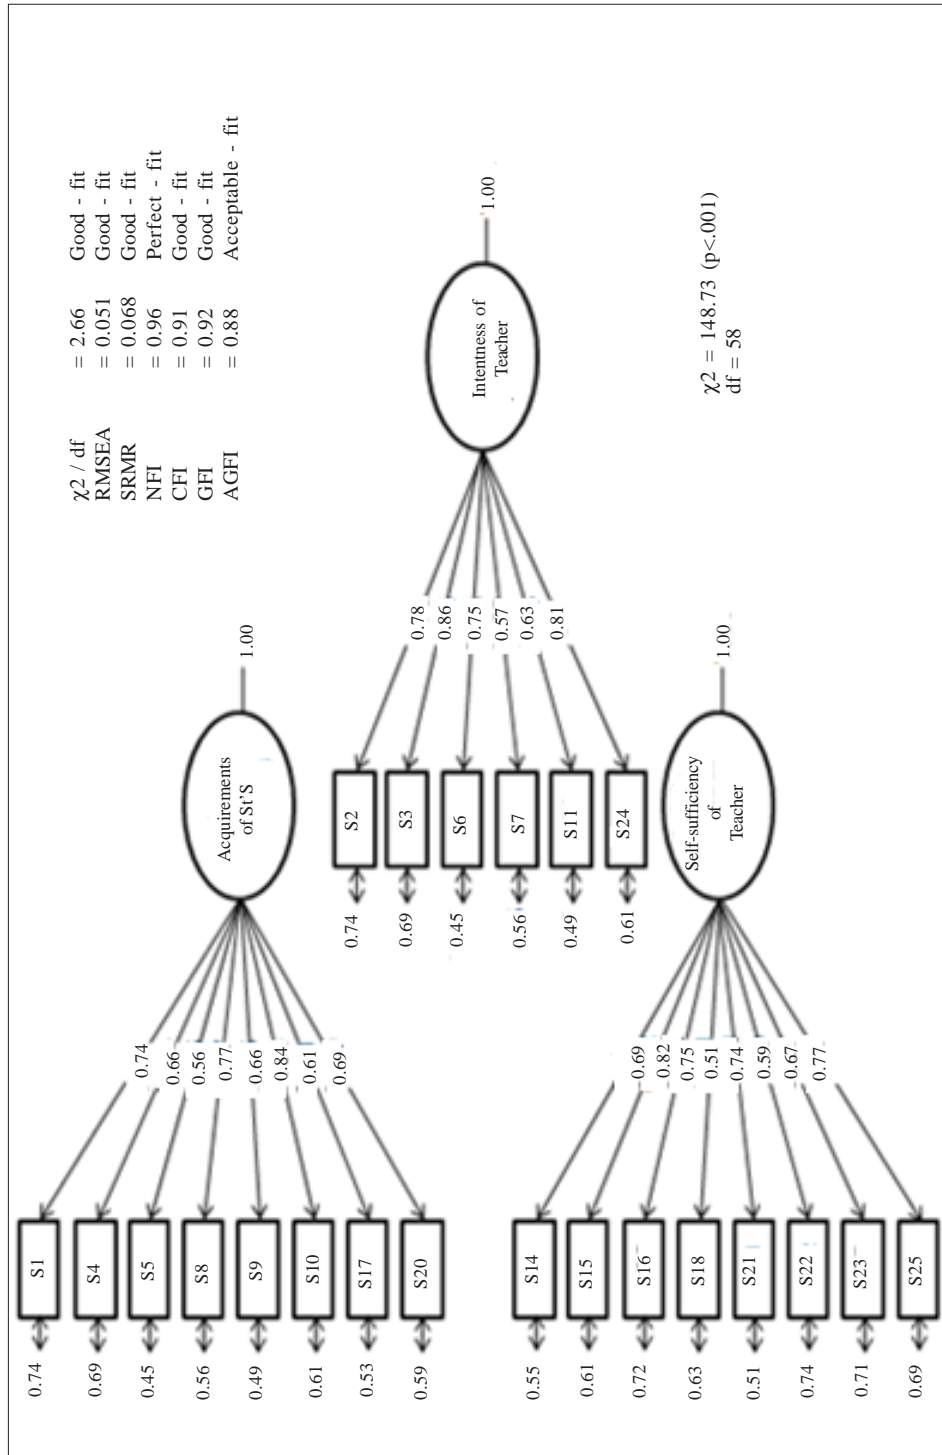 χ2 / df = 2.66 Good - fit
RMSEA = 0.051 Good - fit
SRMR = 0.068 Good - fit
NFI = 0.96 Perfect - fit
CFI = 0.91 Good - fit
GFI = 0.92 Good - fit
AGFI = 0.88 Acceptable - fit
0.74 S1 0.74
0.69 S4 0.66
0.45 S5 0.56
0.56 S8 0.77
0.49 S9 0.66
0.61 S10 0.84
0.53 S17 0.61
0.59 S20 0.69
Acquirements
of St'S
1.00
0.74 S2 0.78
0.69 S3 0.86
0.45 S6 0.75
0.56 S7 0.57
0.49 S11 0.63
0.61 S24 0.81
Intentness of
Teacher
1.00
0.55 S14 0.69
0.61 S15 0.82
0.72 S16 0.75
0.63 S18 0.51
0.51 S21 0.74
0.74 S22 0.59
0.71 S23 0.67
0.69 S25 0.77
Self-sufficiency
of
Teacher
1.00
χ2 = 148.73 (p<.001)
df = 58